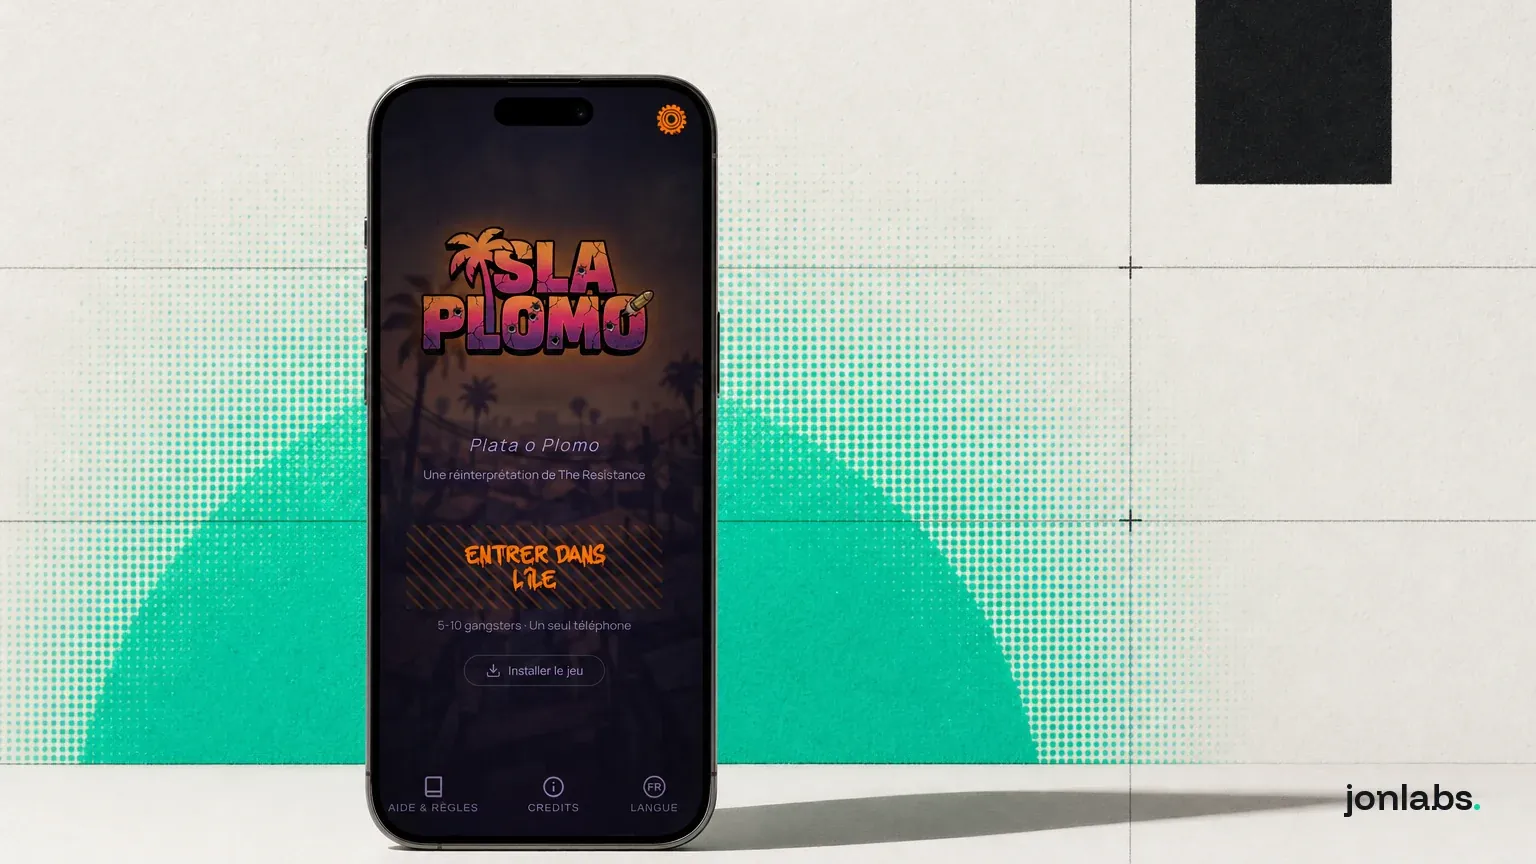 ISLA
PLOMO
Plata o Plomo
Une réinterprétation de The Resistance
ENTRER DANS
L'ÎLE
5-10 gangsters · Un seul téléphone
Installer le jeu
FR
AIDE & RÈGLES
CREDITS
LANGUE
jonlabs.